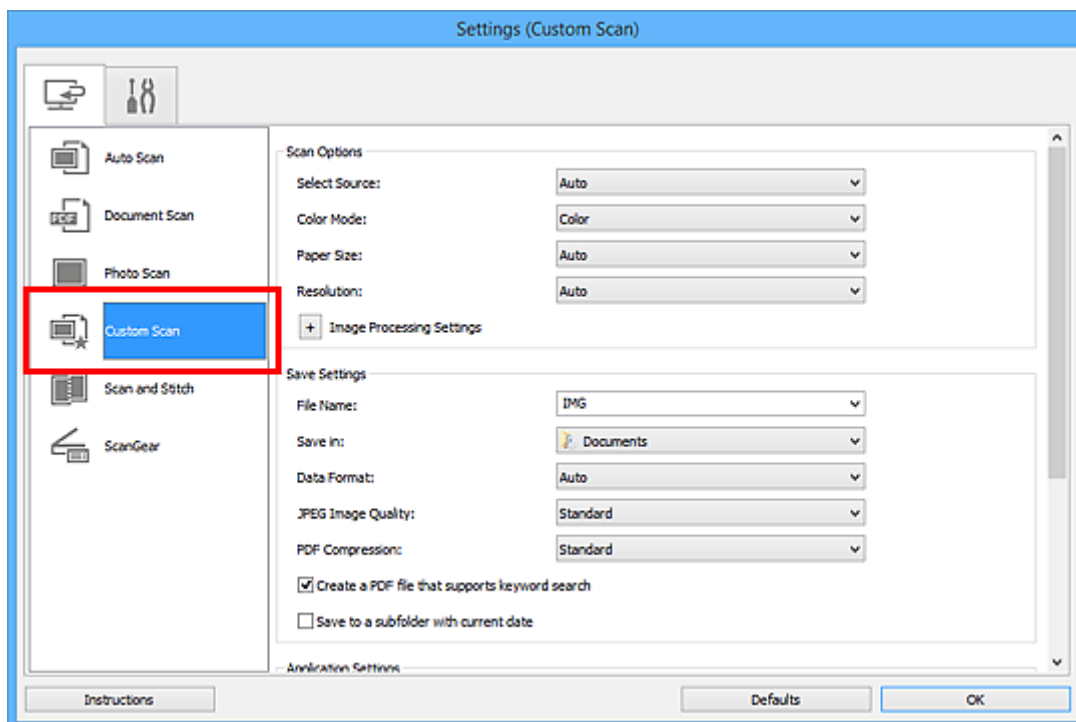 Settings (Custom Scan)
Auto Scan
PDF
Document Scan
Photo Scan
Custom Scan
Scan and Stitch
ScanGear
Scan Options
Select Source: Auto
Color Mode: Color
Paper Size: Auto
Resolution: Auto
+ Image Processing Settings
Save Settings
File Name: IMG
Save in: Documents
Data Format: Auto
JPEG Image Quality: Standard
PDF Compression: Standard
Create a PDF file that supports keyword search
Save to a subfolder with current date
Application Settings
Instructions Defaults OK